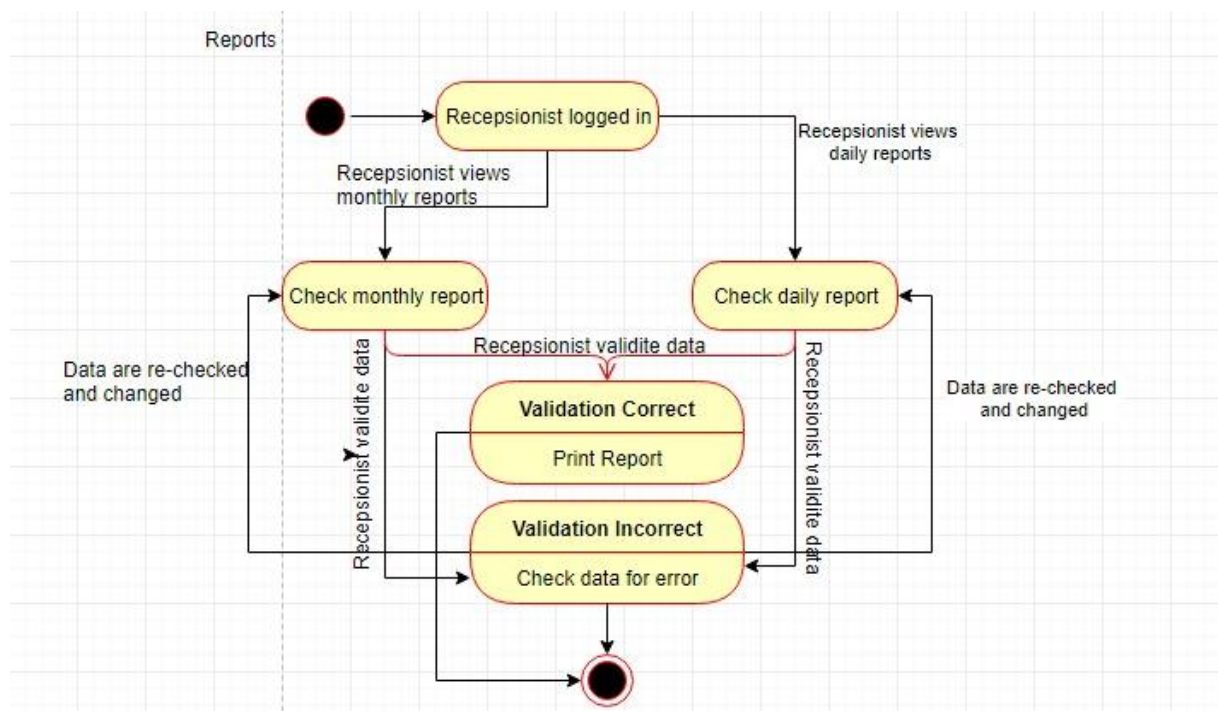 Reports
Recepsionist logged in
Recepsionist views
daily reports
Recepsionist views
monthly reports
Check monthly report
Check daily report
Recepsionist validite data
Data are re-checked
and changed
Recepsionist validite data
Recepsionist validite data
Data are re-checked
and changed
Validation Correct
Print Report
Validation Incorrect
Check data for error